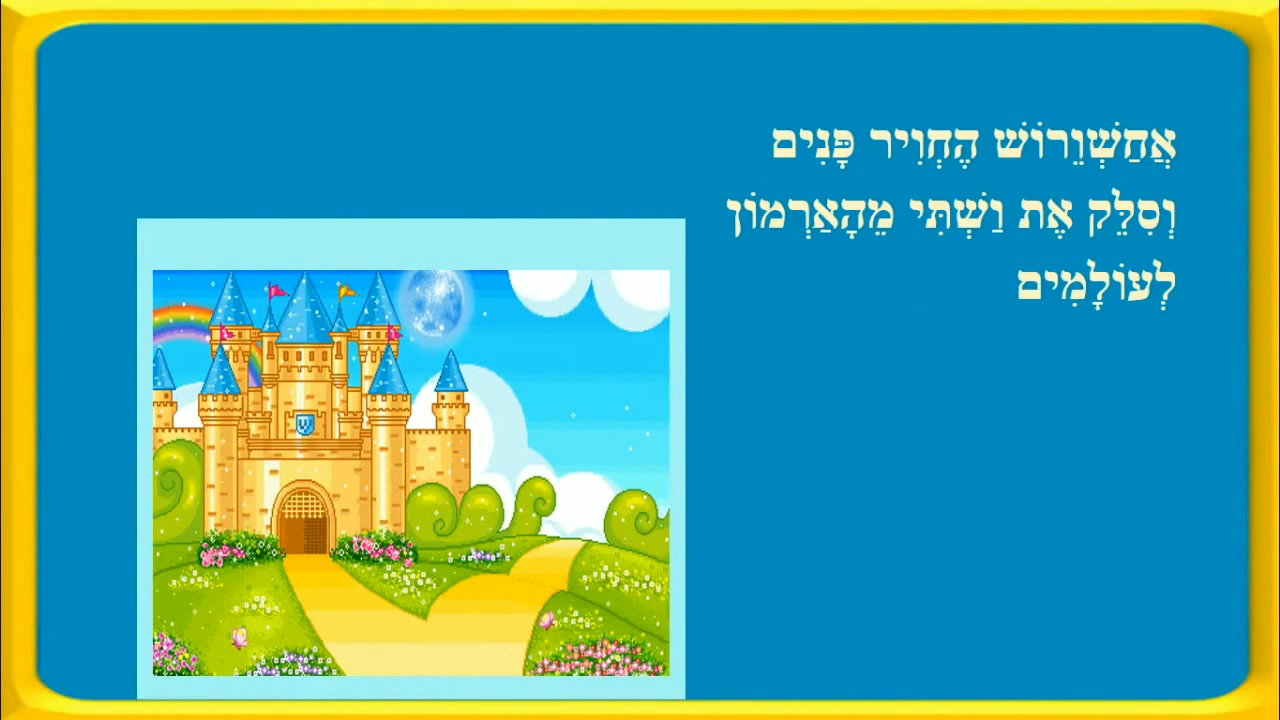 אֲחַשְׁוֵרוֹשׁ הֶחְוִיר פָּנִים
וְסִלֵּק אֶת וַשְׁתִּי מֵהָאַרְמוֹן
לְעוֹלָמִים